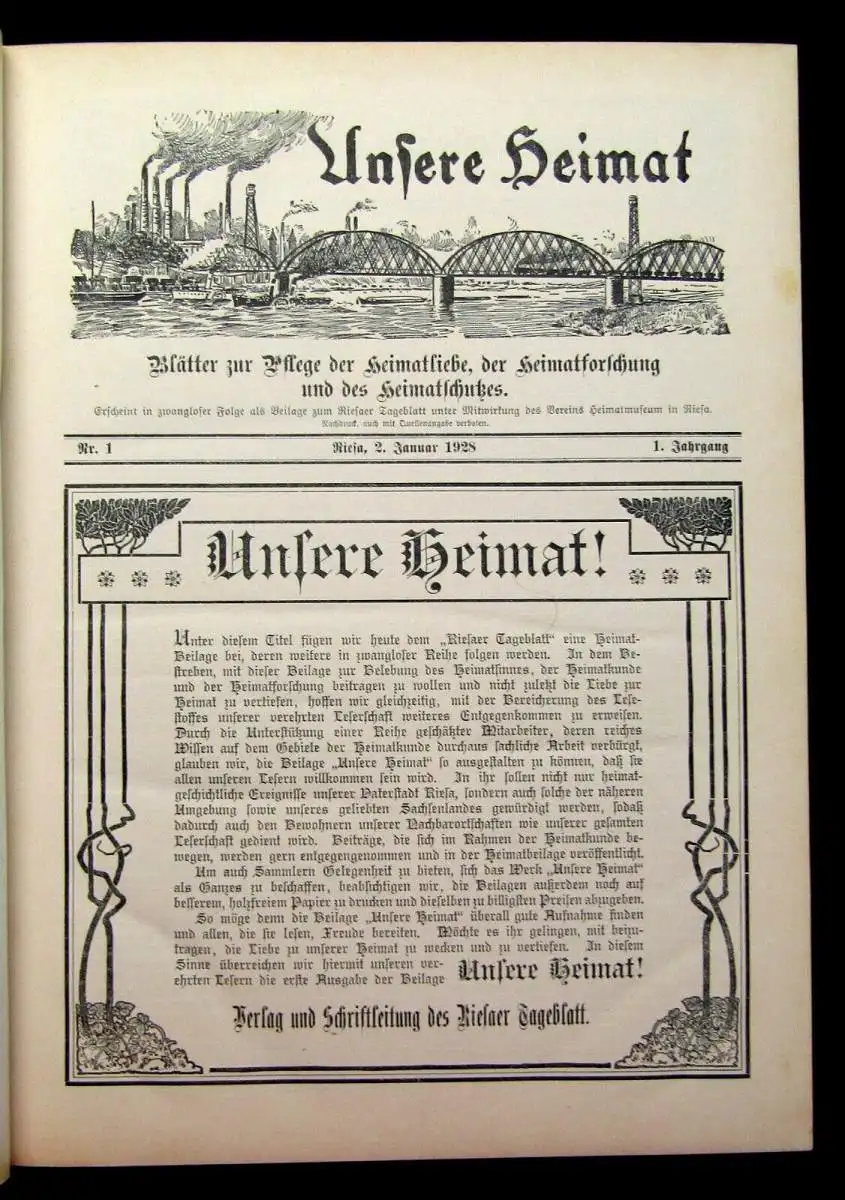 Unsere Heimat
Blätter zur Pflege der Heimatliebe, der Heimatforschung
und des Heimatschutzes.
Erscheint in zwangloser Folge als Beilage zum Riesaer Tageblatt unter Mitwirkung des Vereins Heimatmuseum in Riesa.
Nachdruck, auch mit Quellenangabe verboten.
Nr. 1 Riesa, 2. Januar 1928 1. Jahrgang
Unsere Heimat!
Unter diesem Titel fügen wir heute dem „Riesaer Tageblatt“ eine Heimat-
Beilage bei, deren weitere in zwangloser Reihe folgen werden. In dem Be-
streben, mit dieser Beilage zur Belebung des Heimatsinnes, der Heimatkunde
und der Heimatforschung beitragen zu wollen und nicht zuletzt die Liebe zur
Heimat zu vertiefen, hoffen wir gleichzeitig, mit der Bereicherung des Lese-
stoffes unserer verehrten Leserschaft weiteres Entgegenkommen zu erweisen.
Durch die Unterstützung einer Reihe geschätzter Mitarbeiter, deren reiches
Wissen auf dem Gebiete der Heimatkunde durchaus sachliche Arbeit verbürgt,
glauben wir, die Beilage „Unsere Heimat“ so ausgestalten zu können, daß sie
allen unseren Lesern willkommen sein wird. In ihr sollen nicht nur heimat-
geschichtliche Ereignisse unserer Vaterstadt Riesa, sondern auch solche der näheren
Umgebung sowie unseres geliebten Sachsenlandes gewürdigt werden, sodaß
dadurch auch den Bewohnern unserer Nachbarortschaften wie unserer gesamten
Leserschaft gedient wird. Beiträge, die sich im Rahmen der Heimatkunde be-
wegen, werden gern entgegengenommen und in der Heimatbeilage veröffentlicht.
Um auch Sammlern Gelegenheit zu bieten, sich das Werk „Unsere Heimat“
als Ganzes zu beschaffen, beabsichtigen wir, die Beilagen außerdem noch auf
besserem, holzfreiem Papier zu drucken und dieselben zu billigsten Preisen abzugeben.
So möge denn die Beilage „Unsere Heimat“ überall gute Aufnahme finden
und allen, die sie lesen, Freude bereiten. Möchte es ihr gelingen, mit beizu-
tragen, die Liebe zu unserer Heimat zu wecken und zu vertiefen. In diesem
Sinne überreichen wir hiermit unseren ver-
ehrten Lesern die erste Ausgabe der Beilage Unsere Heimat!
Verlag und Schriftleitung des Riesaer Tageblatt.